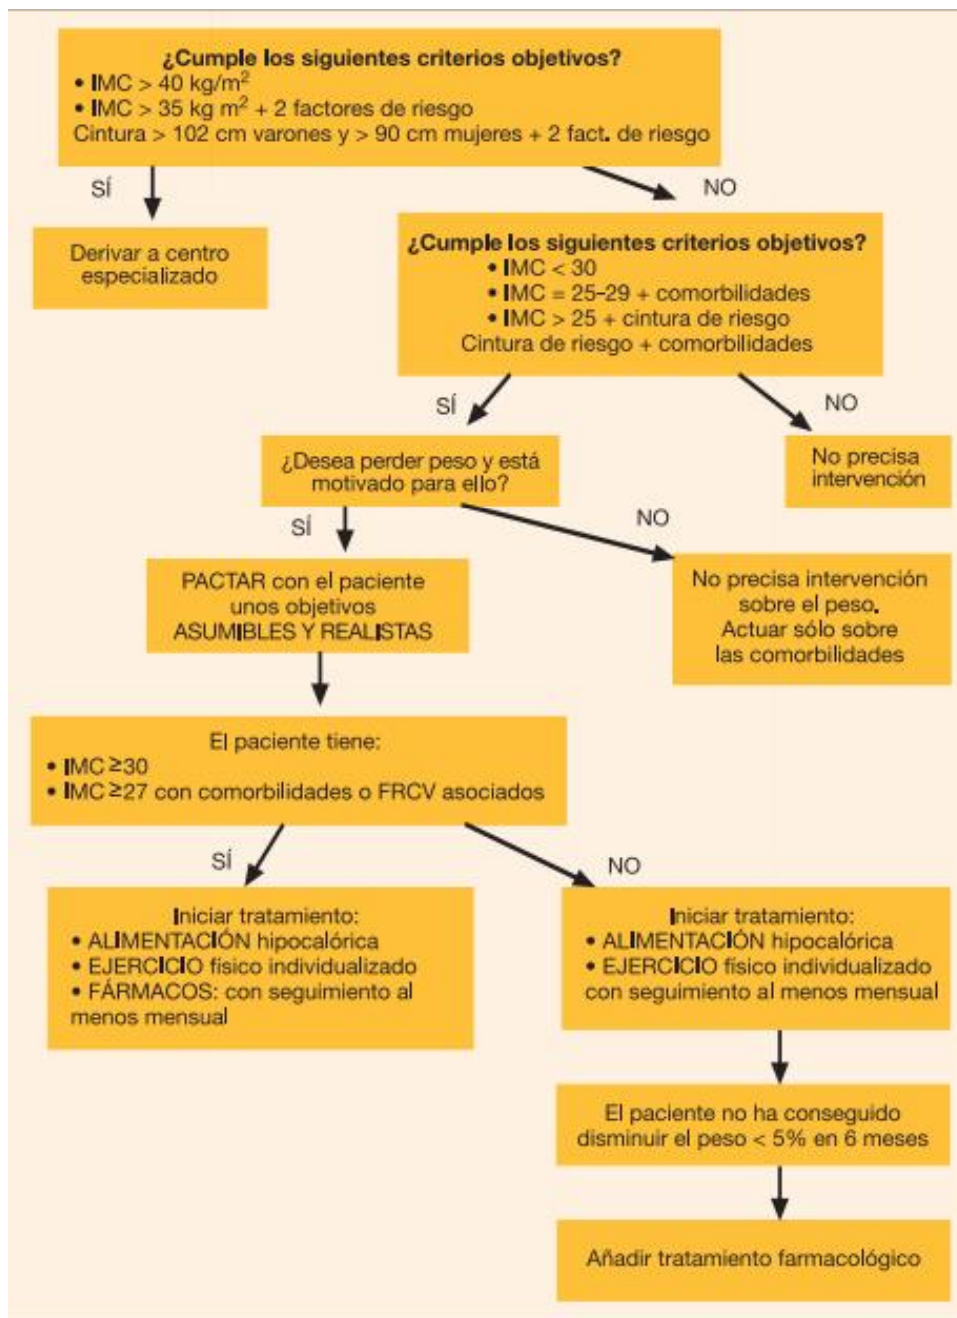 ¿Cumple los siguientes criterios objetivos?
• IMC > 40 kg/m²
• IMC > 35 kg m² + 2 factores de riesgo
Cintura > 102 cm varones y > 90 cm mujeres + 2 fact. de riesgo
SÍ
NO
Derivar a centro
especializado
¿Cumple los siguientes criterios objetivos?
• IMC < 30
• IMC = 25–29 + comorbilidades
• IMC > 25 + cintura de riesgo
Cintura de riesgo + comorbilidades
SÍ
NO
¿Desea perder peso y está
motivado para ello?
No precisa
intervención
SÍ
NO
PACTAR con el paciente
unos objetivos
ASUMIBLES Y REALISTAS
No precisa intervención
sobre el peso.
Actuar sólo sobre
las comorbilidades
El paciente tiene:
• IMC ≥30
• IMC ≥27 con comorbilidades o FRCV asociados
SÍ
NO
Iniciar tratamiento:
• ALIMENTACIÓN hipocalórica
• EJERCICIO físico individualizado
• FÁRMACOS: con seguimiento al
menos mensual
Iniciar tratamiento:
• ALIMENTACIÓN hipocalórica
• EJERCICIO físico individualizado
con seguimiento al menos mensual
El paciente no ha conseguido
disminuir el peso < 5% en 6 meses
Añadir tratamiento farmacológico